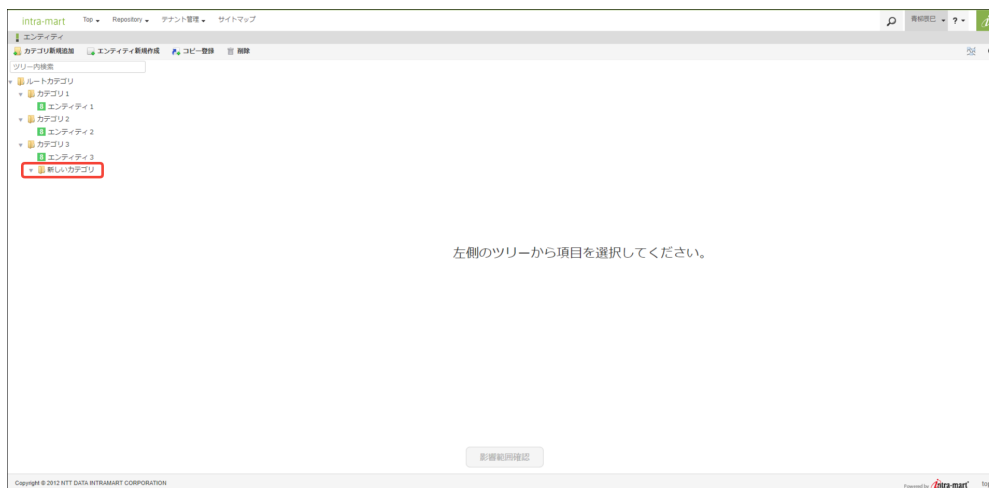 intra-mart Top Repository テナント管理 サイトマップ 青柳辰巳 ?
エンティティ
カテゴリ新規追加 エンティティ新規作成 コピー登録 削除
ツリー内検索
ルートカテゴリ
カテゴリ1
エンティティ1
カテゴリ2
エンティティ2
カテゴリ3
エンティティ3
新しいカテゴリ
左側のツリーから項目を選択してください。
影響範囲確認
Copyright © 2012 NTT DATA INTRAMART CORPORATION
Powered by intra-mart top